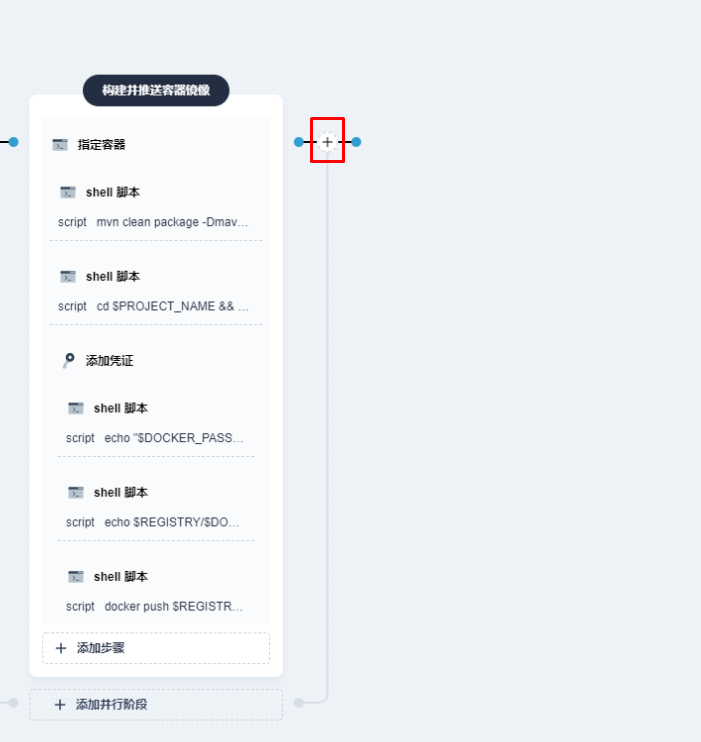 构建并推送容器镜像
指定容器
shell 脚本
script mvn clean package -Dmav…
shell 脚本
script cd $PROJECT_NAME && …
添加凭证
shell 脚本
script echo "$DOCKER_PASS…
shell 脚本
script echo $REGISTRY/$DO…
shell 脚本
script docker push $REGISTR…
+ 添加步骤
+ 添加并行阶段